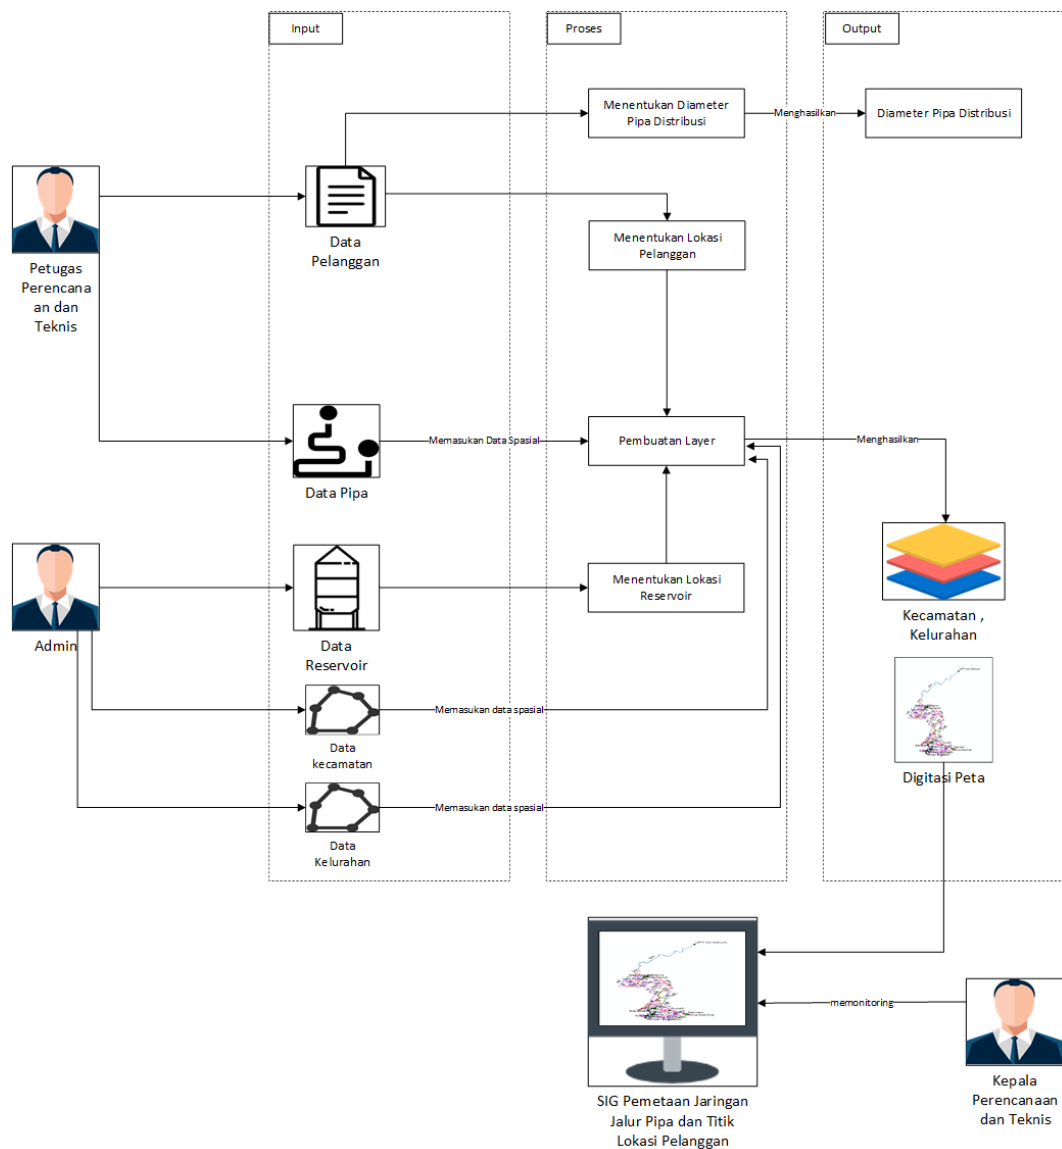 Input
Proses
Output
Menentukan Diameter
Pipa Distribusi
Menghasilkan
Diameter Pipa Distribusi
Petugas
Perencana
an dan
Teknis
Data
Pelanggan
Menentukan Lokasi
Pelanggan
Data Pipa
Memasukan Data Spasial
Pembuatan Layer
Menghasilkan
Kecamatan ,
Kelurahan
Admin
Data
Reservoir
Menentukan Lokasi
Reservoir
Data
kecamatan
Memasukan data spasial
Digitasi Peta
Data
Kelurahan
Memasukan data spasial
SIG Pemetaan Jaringan
Jalur Pipa dan Titik
Lokasi Pelanggan
memonitoring
Kepala
Perencanaan
dan Teknis